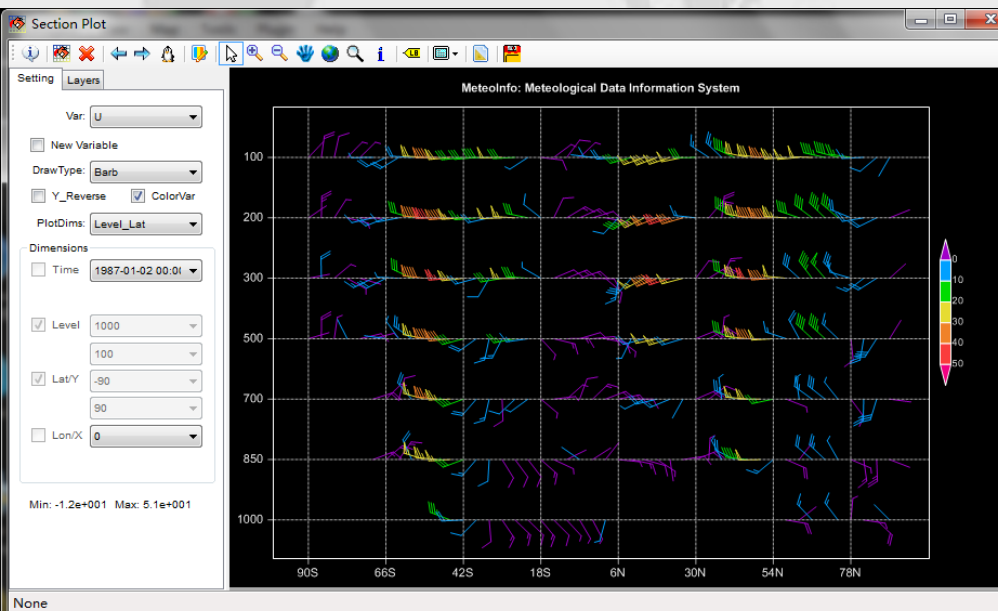 Section Plot
Setting
Layers
MeteoInfo: Meteological Data Information System
Var: U
New Variable
DrawType: Barb
Y_Reverse ColorVar
PlotDims: Level_Lat
Dimensions
Time 1987-01-02 00:0
Level 1000
100
Lat/Y -90
90
Lon/X 0
Min: -1.2e+001 Max: 5.1e+001
100
200
300
500
700
850
1000
90S 66S 42S 18S 6N 30N 54N 78N
0
10
20
30
40
50
None